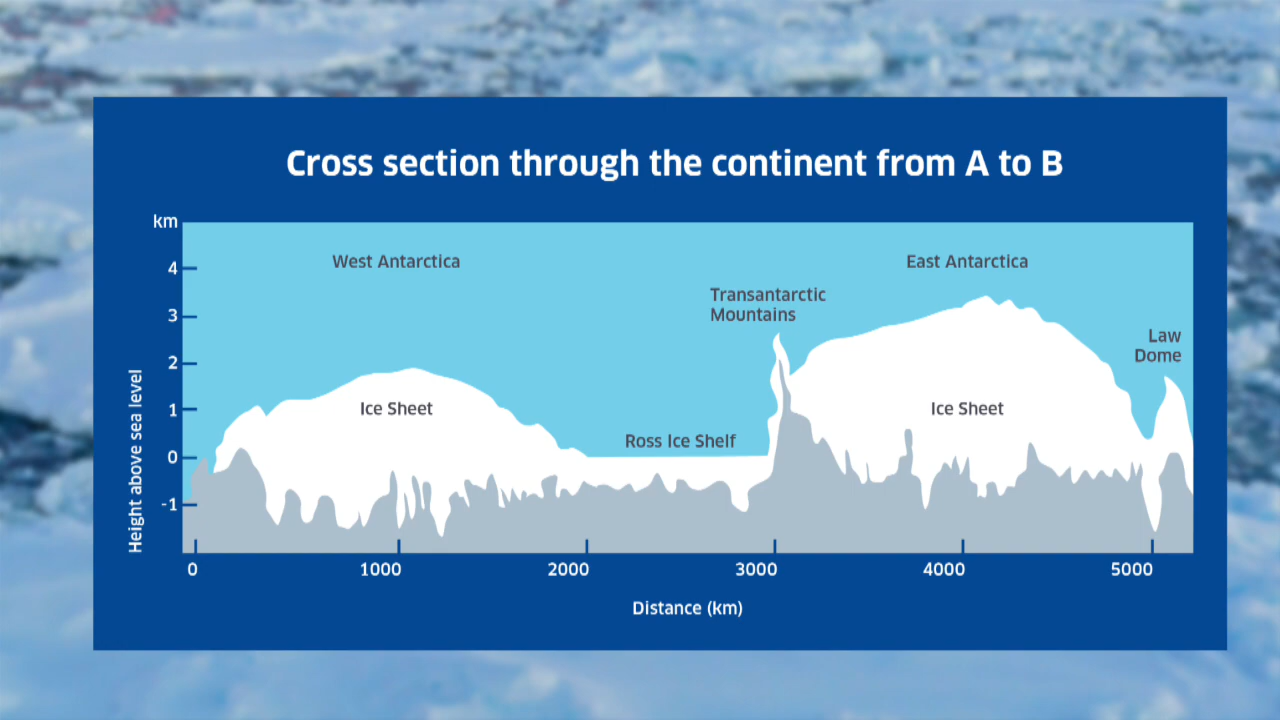 Cross section through the continent from A to B
km
West Antarctica
East Antarctica
4
Transantarctic
Mountains
3
Law
Dome
2
Height above sea level
1
Ice Sheet
Ice Sheet
Ross Ice Shelf
0
-1
0 1000 2000 3000 4000 5000
Distance (km)